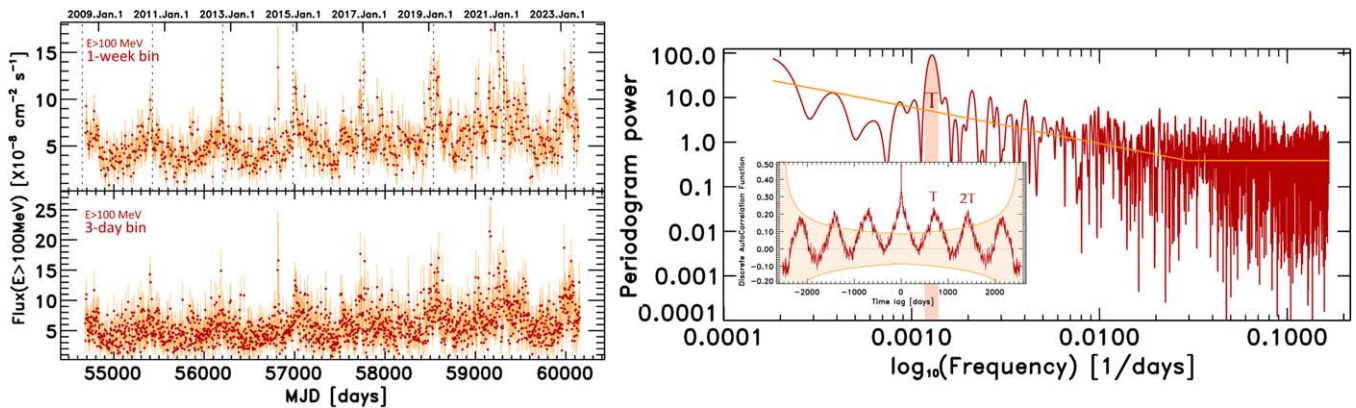 2009.Jan.1 2011.Jan.1 2013.Jan.1 2015.Jan.1 2017.Jan.1 2019.Jan.1 2021.Jan.1 2023.Jan.1
E>100 MeV
1-week bin
15
10
5
E>100 MeV
3-day bin
25
20
15
10
5
Flux(E>100MeV) [X10⁻⁸ cm⁻² s⁻¹]
55000 56000 57000 58000 59000 60000
MJD [days]
100.0
10.0
1.0
0.1
0.01
0.001
0.0001
Periodogram power
T
0.50
0.40
0.30
0.20
0.10
0.00
−0.10
−0.20
Discrete AutoCorrelation Function
T 2T
−2000 −1000 0 1000 2000
Time lag [days]
0.0001 0.0010 0.0100 0.1000
log₁₀(Frequency) [1/days]